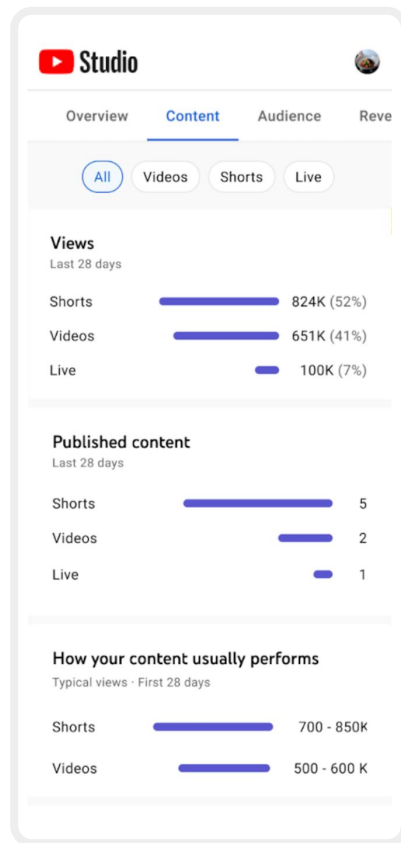 Studio
Overview Content Audience Reve
All Videos Shorts Live
Views
Last 28 days
Shorts 824K (52%)
Videos 651K (41%)
Live 100K (7%)
Published content
Last 28 days
Shorts 5
Videos 2
Live 1
How your content usually performs
Typical views · First 28 days
Shorts 700 - 850K
Videos 500 - 600 K